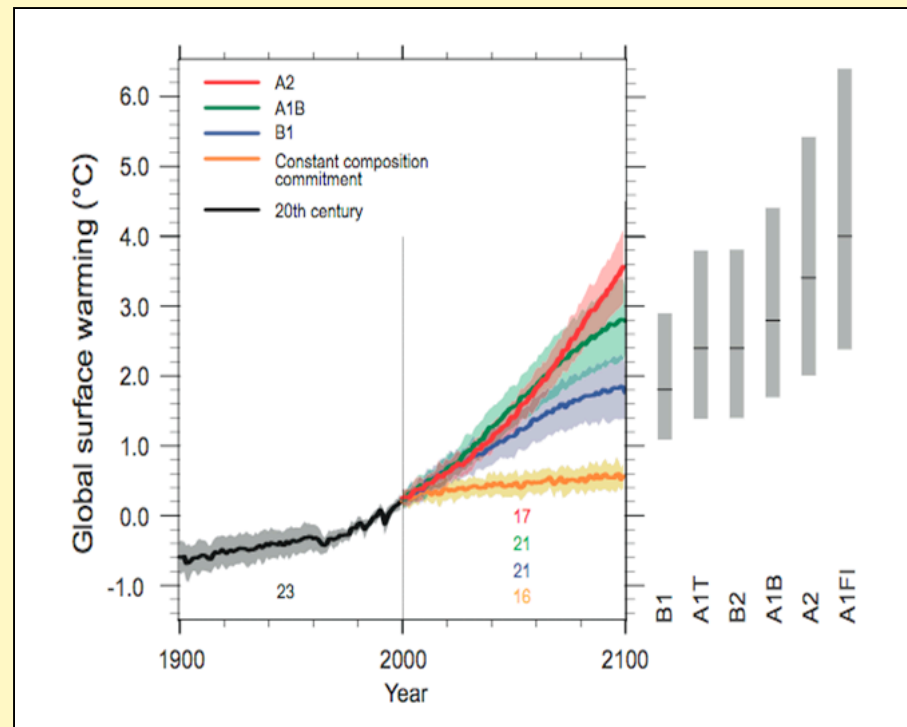 A2
A1B
B1
Constant composition
commitment
20th century
Global surface warming (°C)
6.0
5.0
4.0
3.0
2.0
1.0
0.0
-1.0
17
21
21
16
23
1900
2000
2100
Year
B1
A1T
B2
A1B
A2
A1FI